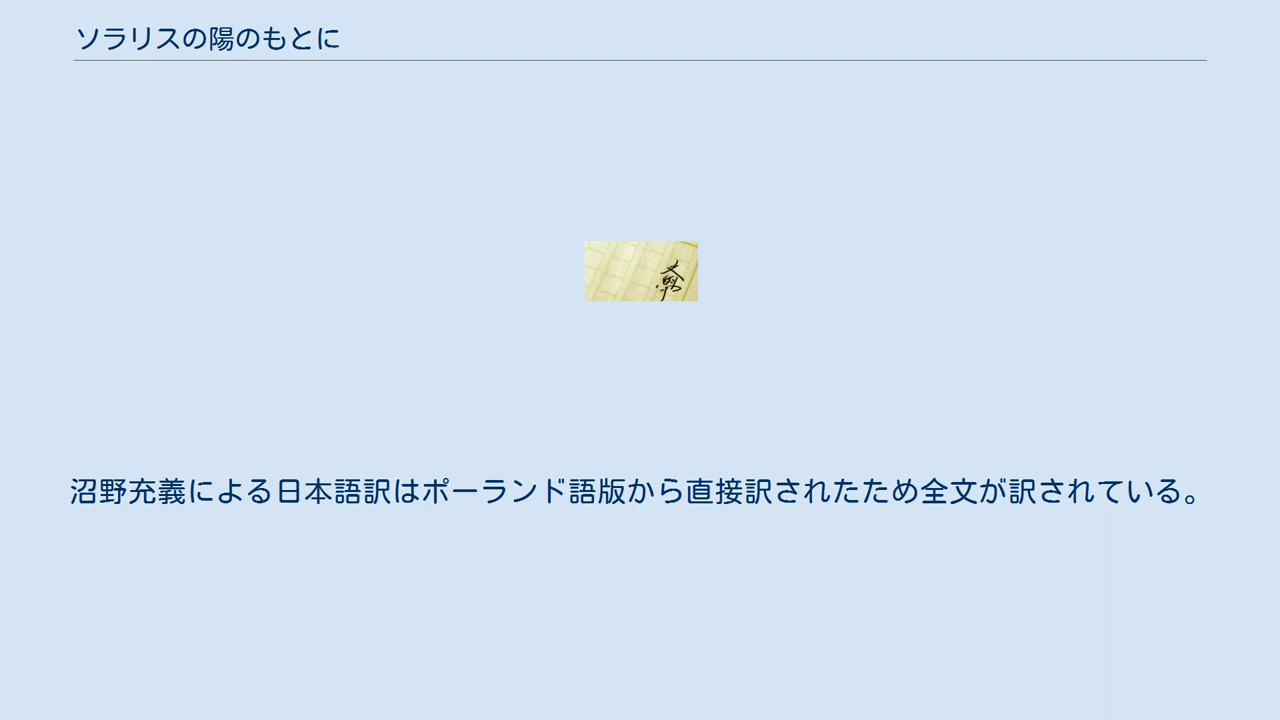 ソラリスの陽のもとに
沼野充義による日本語訳はポーランド語版から直接訳されたため全文が訳されている。